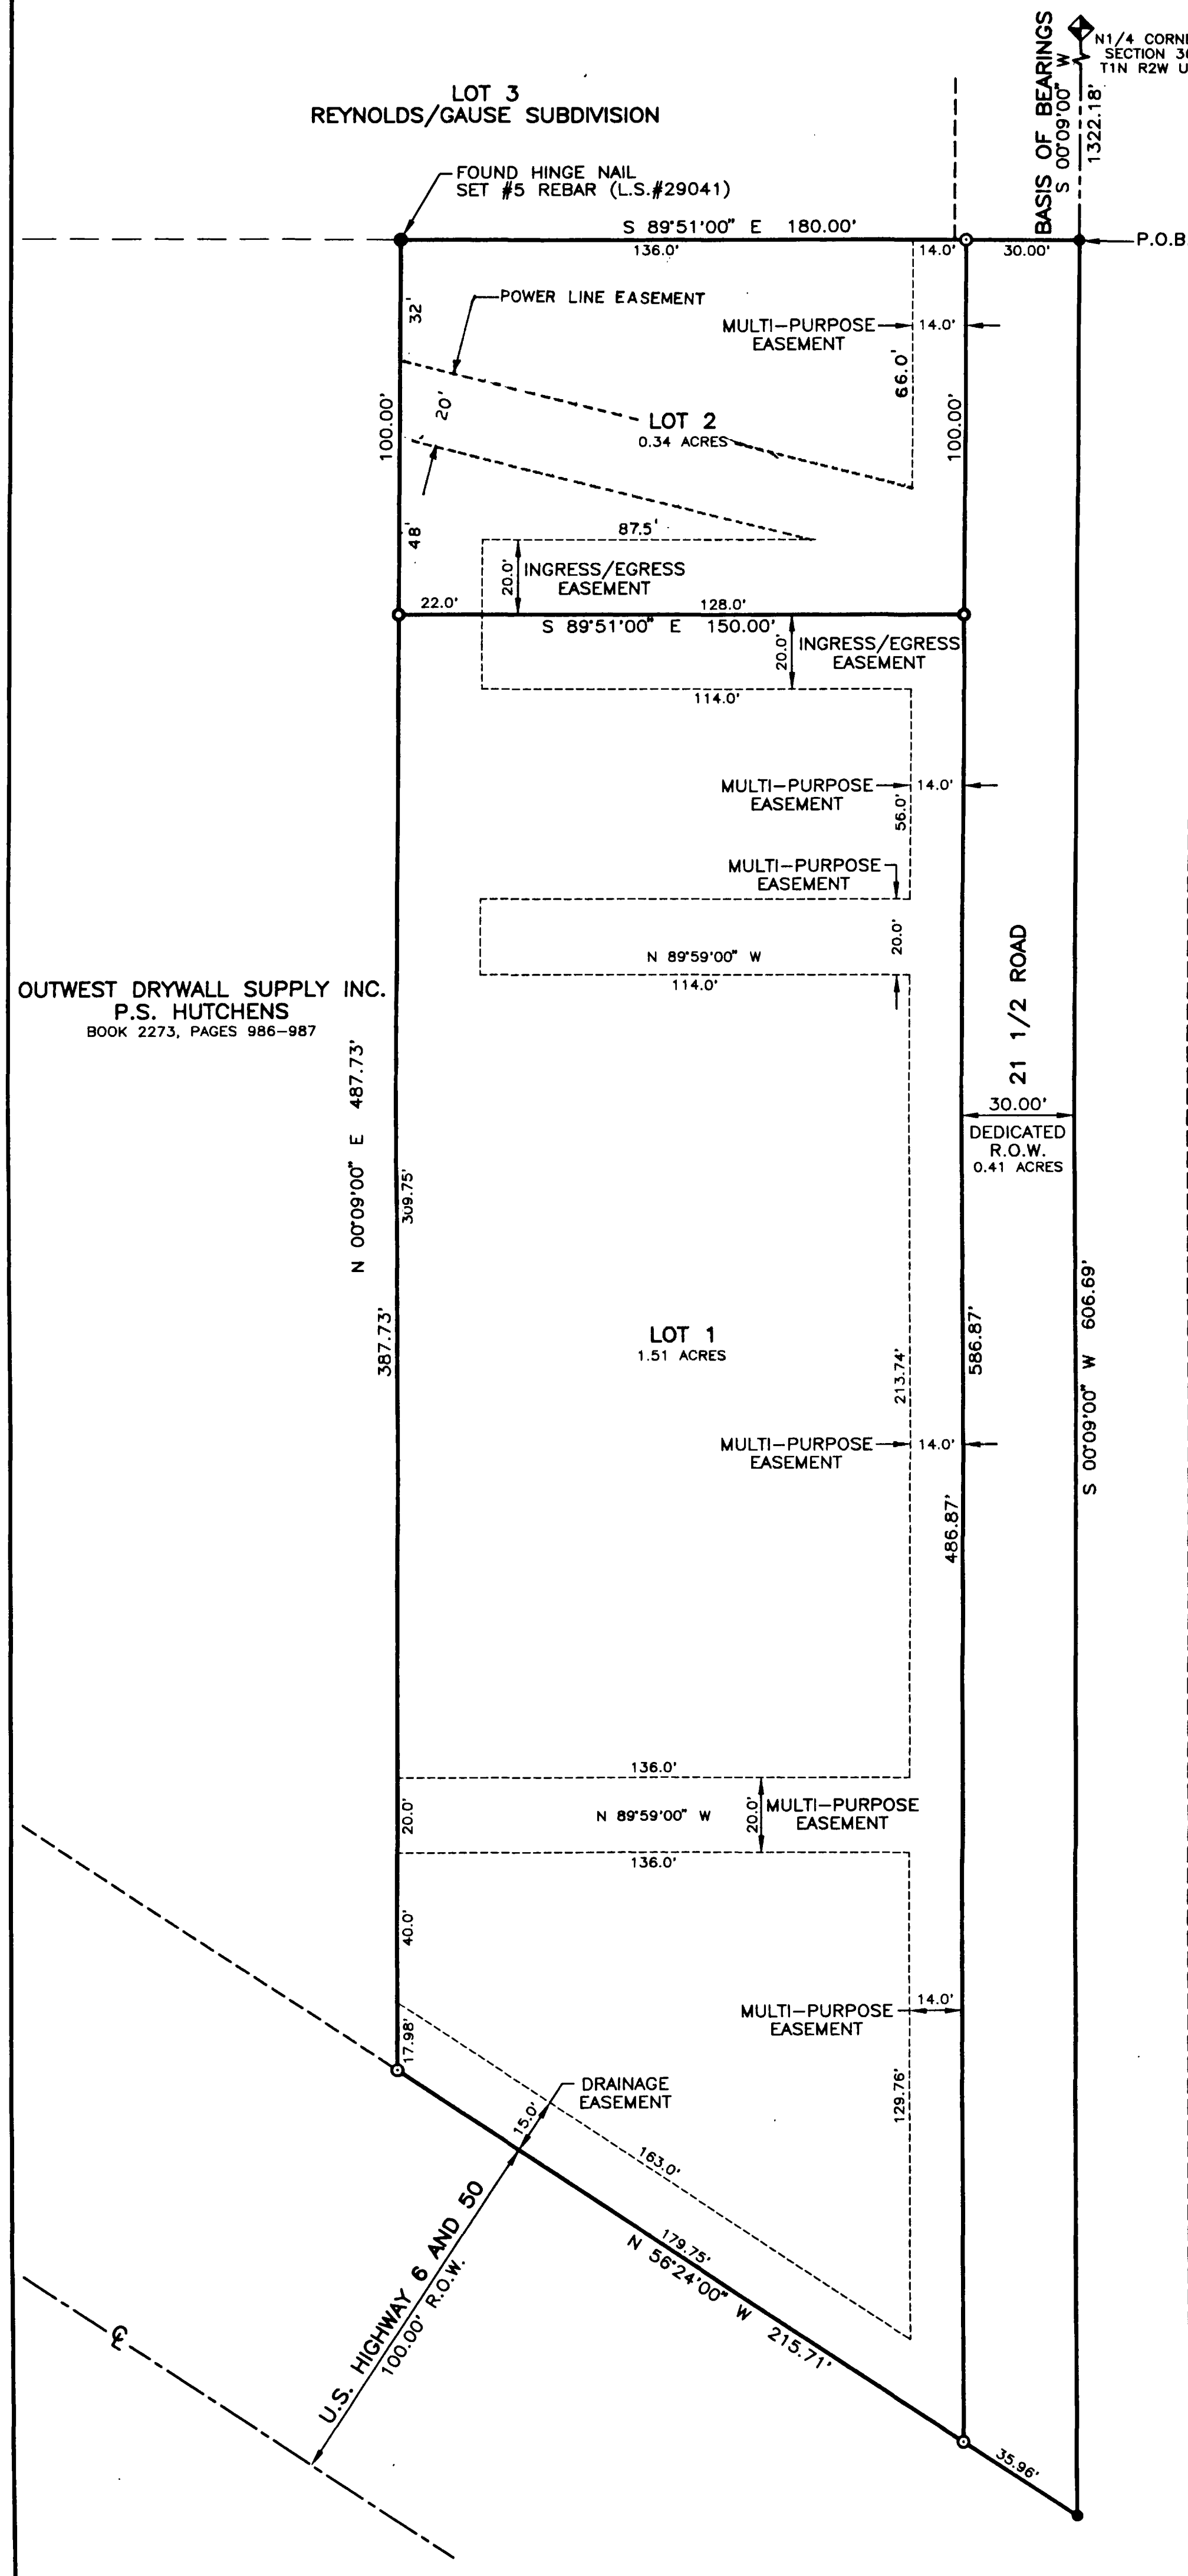 BASIS OF BEARINGS
S 00°09'00" W
1322.18'
SECTION
T1N R2W
LOT 3
REYNOLDS/GAUSE SUBDIVISION
FOUND HINGE NAIL
SET #5 REBAR (L.S.#29041)
S 89°51'00" E 180.00'
136.0'
14.0'
30.00'
P.O.B
POWER LINE EASEMENT
32'
MULTI-PURPOSE
EASEMENT
14.0'
66.0'
100.00'
20'
LOT 2
0.34 ACRES
100.00'
48'
87.5'
20.0'
INGRESS/EGRESS
EASEMENT
22.0'
128.0'
S 89°51'00" E 150.00'
20.0'
INGRESS/EGRESS
EASEMENT
114.0'
MULTI-PURPOSE
EASEMENT
14.0'
56.0'
MULTI-PURPOSE
EASEMENT
20.0'
N 89°59'00" W
114.0'
21 1/2 ROAD
OUTWEST DRYWALL SUPPLY INC.
P.S. HUTCHENS
BOOK 2273, PAGES 986-987
N 00°09'00" E 487.73'
30.00'
DEDICATED
R.O.W.
0.41 ACRES
309.75'
387.73'
LOT 1
1.51 ACRES
213.74'
586.87'
S 00°09'00" W 606.69'
MULTI-PURPOSE
EASEMENT
14.0'
486.87'
136.0'
20.0'
N 89°59'00" W
20.0'
MULTI-PURPOSE
EASEMENT
136.0'
40.0'
MULTI-PURPOSE
EASEMENT
14.0'
17.98'
DRAINAGE
EASEMENT
15.0'
129.76'
163.0'
179.75'
N 56°24'00" W 215.71'
U.S. HIGHWAY 6 AND 50
100.00' R.O.W.
℄
35.96'